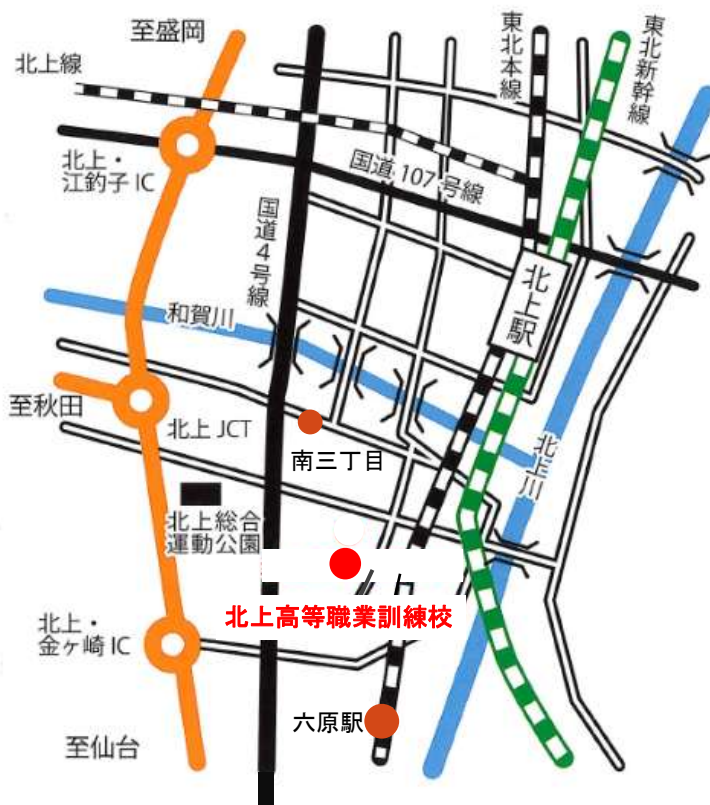 至盛岡
北上線
東北本線
東北新幹線
北上・
江釣子 IC
国道 107 号線
国道4号線
北上駅
和賀川
至秋田
北上 JCT
南三丁目
北上川
北上総合
運動公園
北上高等職業訓練校
北上・
金ヶ崎 IC
六原駅
至仙台